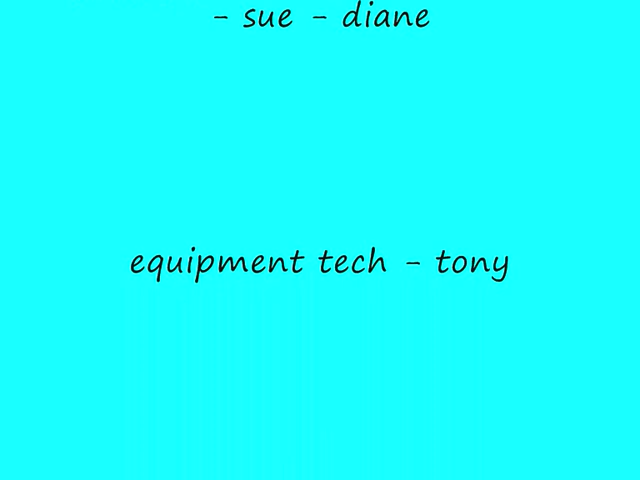 - sue - diane
equipment tech - tony